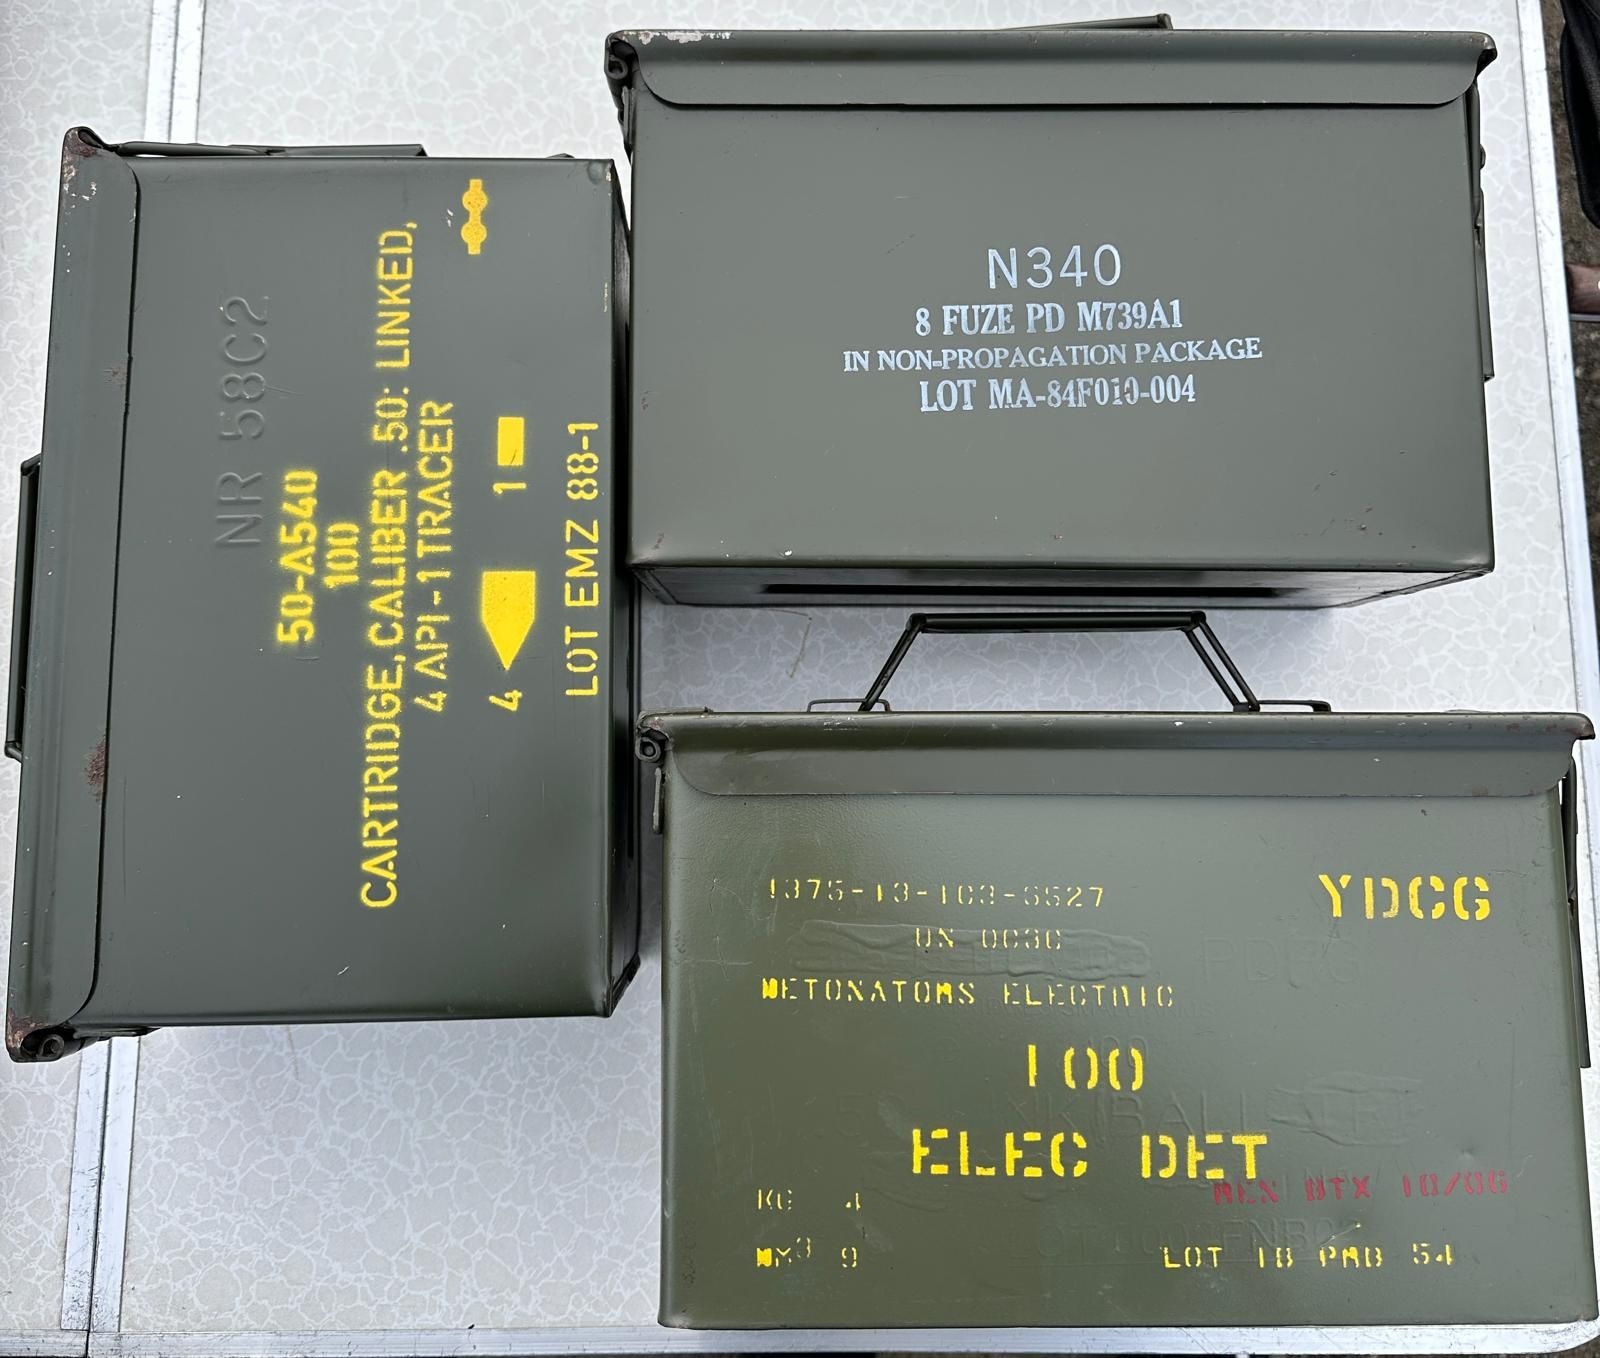 NR 58C2
50-A540
100
CARTRIDGE, CALIBER .50: LINKED,
4 API - 1 TRACER
4 1
LOT EMZ 88-1
N340
8 FUZE PD M739A1
IN NON-PROPAGATION PACKAGE
LOT MA-84F010-004
YDCG
ELECTRIC
100
ELEC DET
KG 4
9
LOT 18
54